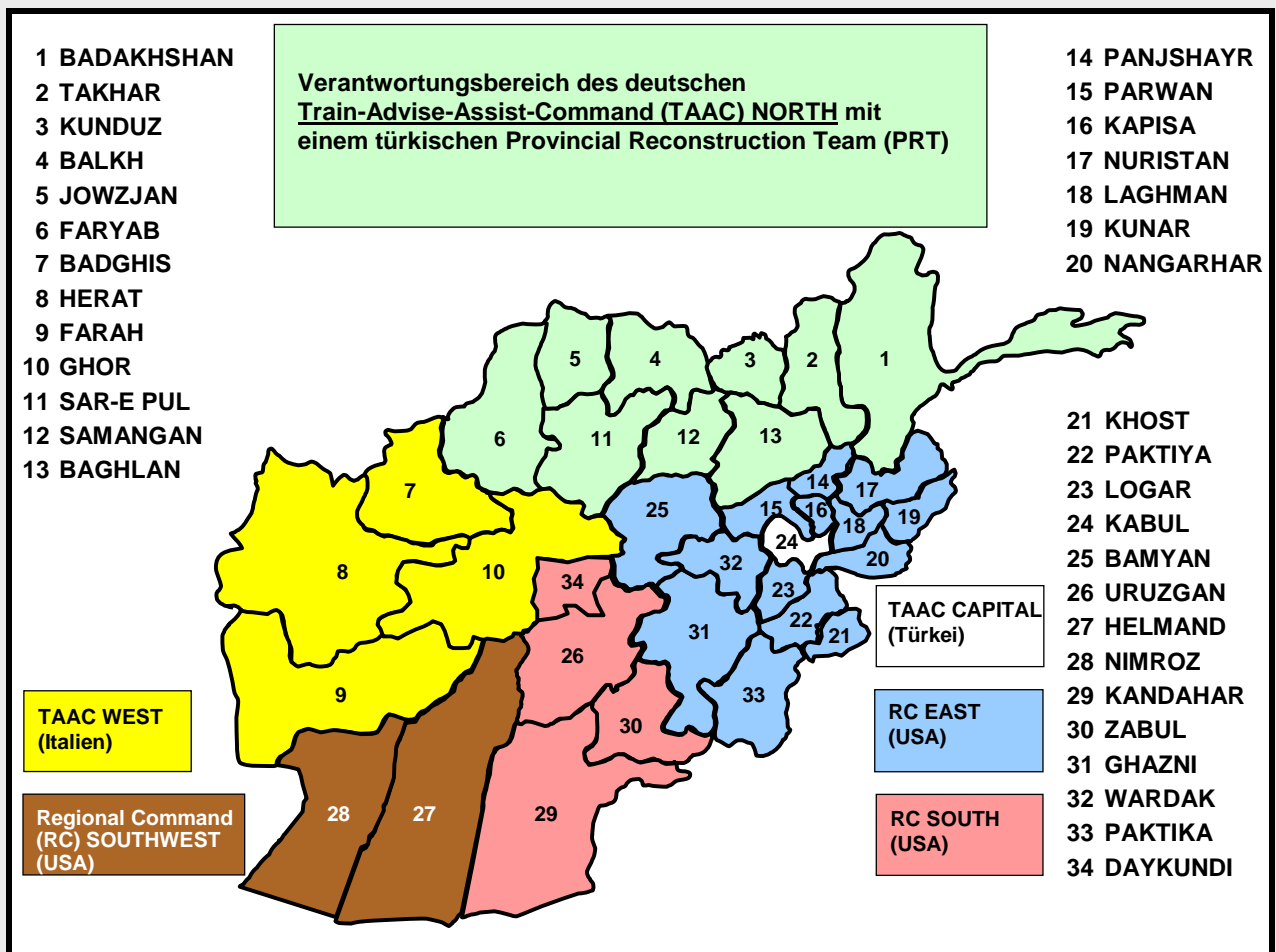 1 BADAKHSHAN
2 TAKHAR
3 KUNDUZ
4 BALKH
5 JOWZJAN
6 FARYAB
7 BADGHIS
8 HERAT
9 FARAH
10 GHOR
11 SAR-E PUL
12 SAMANGAN
13 BAGHLAN
Verantwortungsbereich des deutschen
Train-Advise-Assist-Command (TAAC) NORTH mit
einem türkischen Provincial Reconstruction Team (PRT)
14 PANJSHAYR
15 PARWAN
16 KAPISA
17 NURISTAN
18 LAGHMAN
19 KUNAR
20 NANGARHAR
21 KHOST
22 PAKTIYA
23 LOGAR
24 KABUL
25 BAMYAN
26 URUZGAN
27 HELMAND
28 NIMROZ
29 KANDAHAR
30 ZABUL
31 GHAZNI
32 WARDAK
33 PAKTIKA
34 DAYKUNDI
5
4
3
2
1
6
11
12
13
7
25
15
14
16
17
18
19
20
24
8
10
34
32
23
22
21
31
26
9
33
30
28
27
29
TAAC WEST
(Italien)
Regional Command
(RC) SOUTHWEST
(USA)
TAAC CAPITAL
(Türkei)
RC EAST
(USA)
RC SOUTH
(USA)